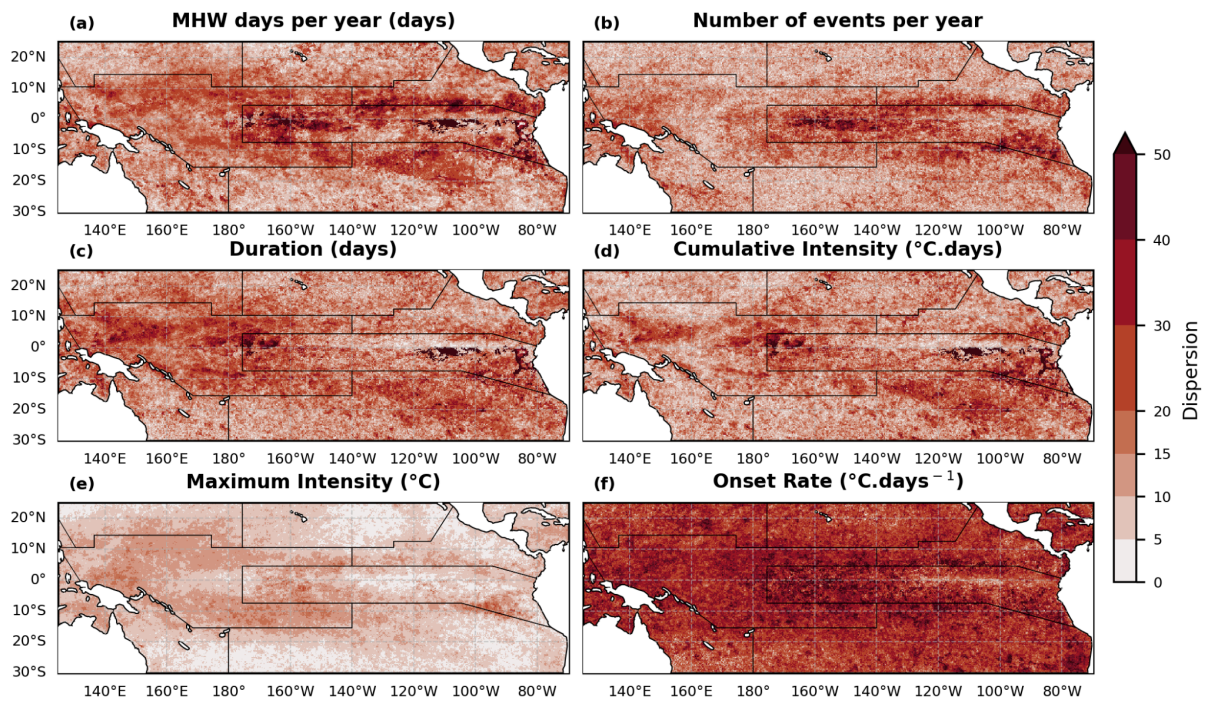 (a) MHW days per year (days)
(b) Number of events per year
20°N
10°N
0°
10°S
20°S
30°S
140°E 160°E 180° 160°W 140°W 120°W 100°W 80°W
140°E 160°E 180° 160°W 140°W 120°W 100°W 80°W
(c) Duration (days)
(d) Cumulative Intensity (°C.days)
20°N
10°N
0°
10°S
20°S
30°S
140°E 160°E 180° 160°W 140°W 120°W 100°W 80°W
140°E 160°E 180° 160°W 140°W 120°W 100°W 80°W
(e) Maximum Intensity (°C)
(f) Onset Rate (°C.days⁻¹)
20°N
10°N
0°
10°S
20°S
30°S
140°E 160°E 180° 160°W 140°W 120°W 100°W 80°W
140°E 160°E 180° 160°W 140°W 120°W 100°W 80°W
50
40
30
20
15
10
5
0
Dispersion